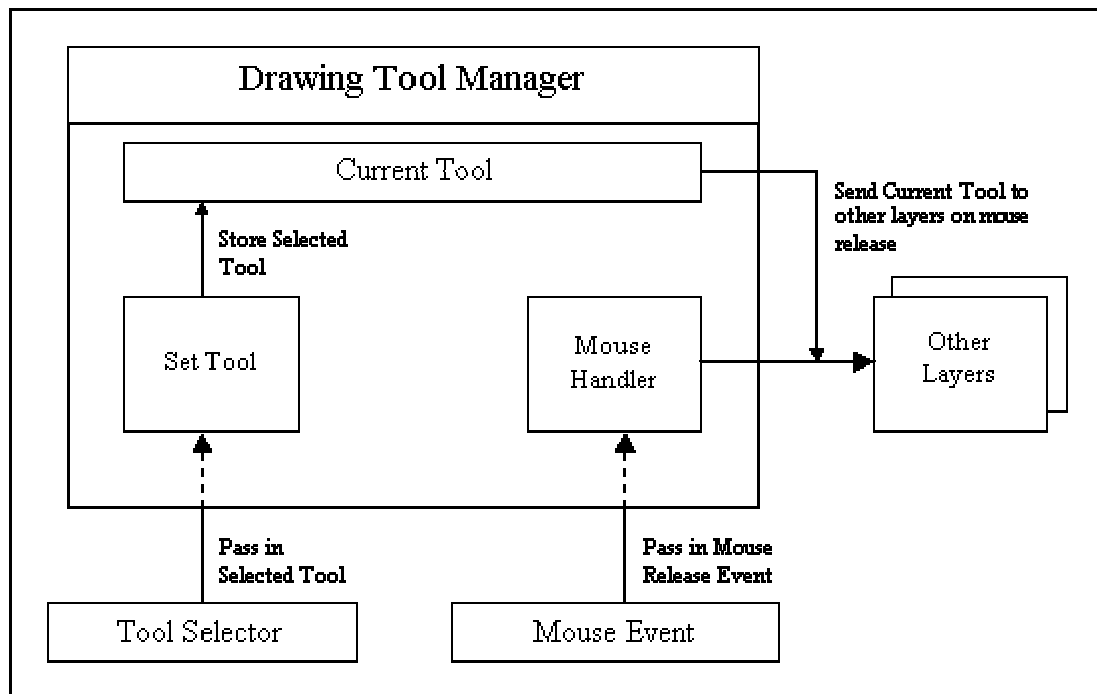 Drawing Tool Manager
Current Tool
Send Current Tool to
other layers on mouse
release
Store Selected
Tool
Set Tool
Mouse
Handler
Other
Layers
Pass in
Selected Tool
Pass in Mouse
Release Event
Tool Selector
Mouse Event